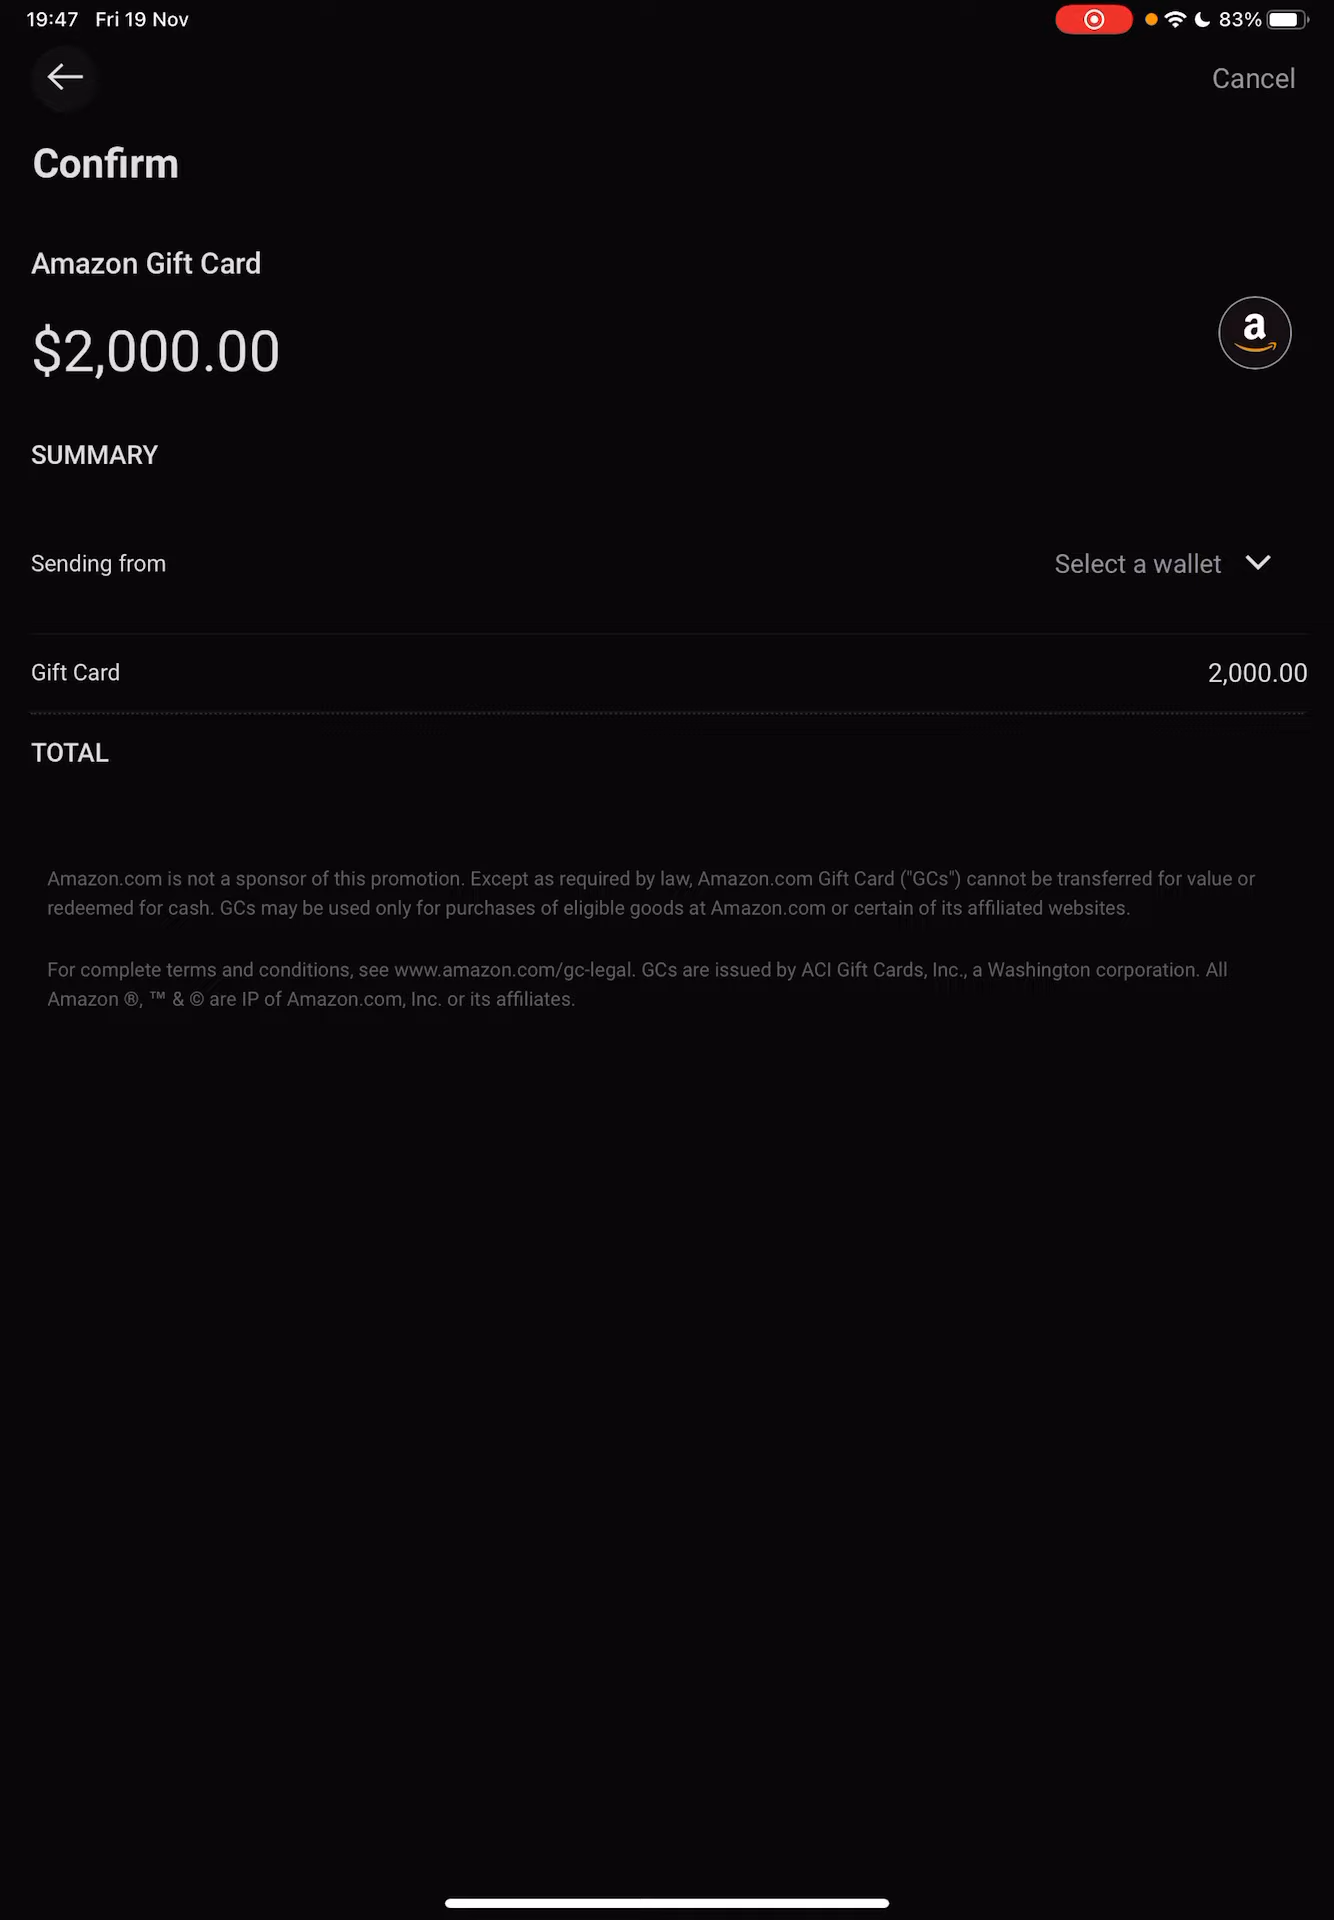 19:47 Fri 19 Nov
83%
Cancel
Confirm
Amazon Gift Card
$2,000.00
a
SUMMARY
Sending from
Select a wallet
Gift Card
2,000.00
TOTAL
Amazon.com is not a sponsor of this promotion. Except as required by law, Amazon.com Gift Card ("GCs") cannot be transferred for value or
redeemed for cash. GCs may be used only for purchases of eligible goods at Amazon.com or certain of its affiliated websites.
For complete terms and conditions, see www.amazon.com/gc-legal. GCs are issued by ACI Gift Cards, Inc., a Washington corporation. All
Amazon ®, ™ & © are IP of Amazon.com, Inc. or its affiliates.